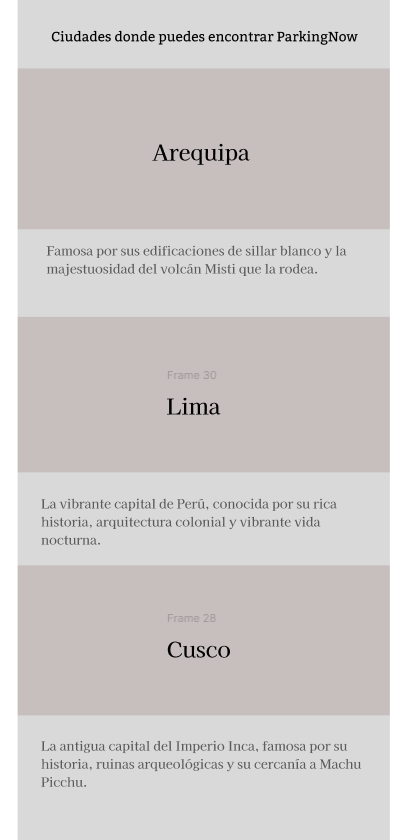 Ciudades donde puedes encontrar ParkingNow
Arequipa
Famosa por sus edificaciones de sillar blanco y la
majestuosidad del volcán Misti que la rodea.
Frame 30
Lima
La vibrante capital de Perú, conocida por su rica
historia, arquitectura colonial y vibrante vida
nocturna.
Frame 28
Cusco
La antigua capital del Imperio Inca, famosa por su
historia, ruinas arqueológicas y su cercanía a Machu
Picchu.